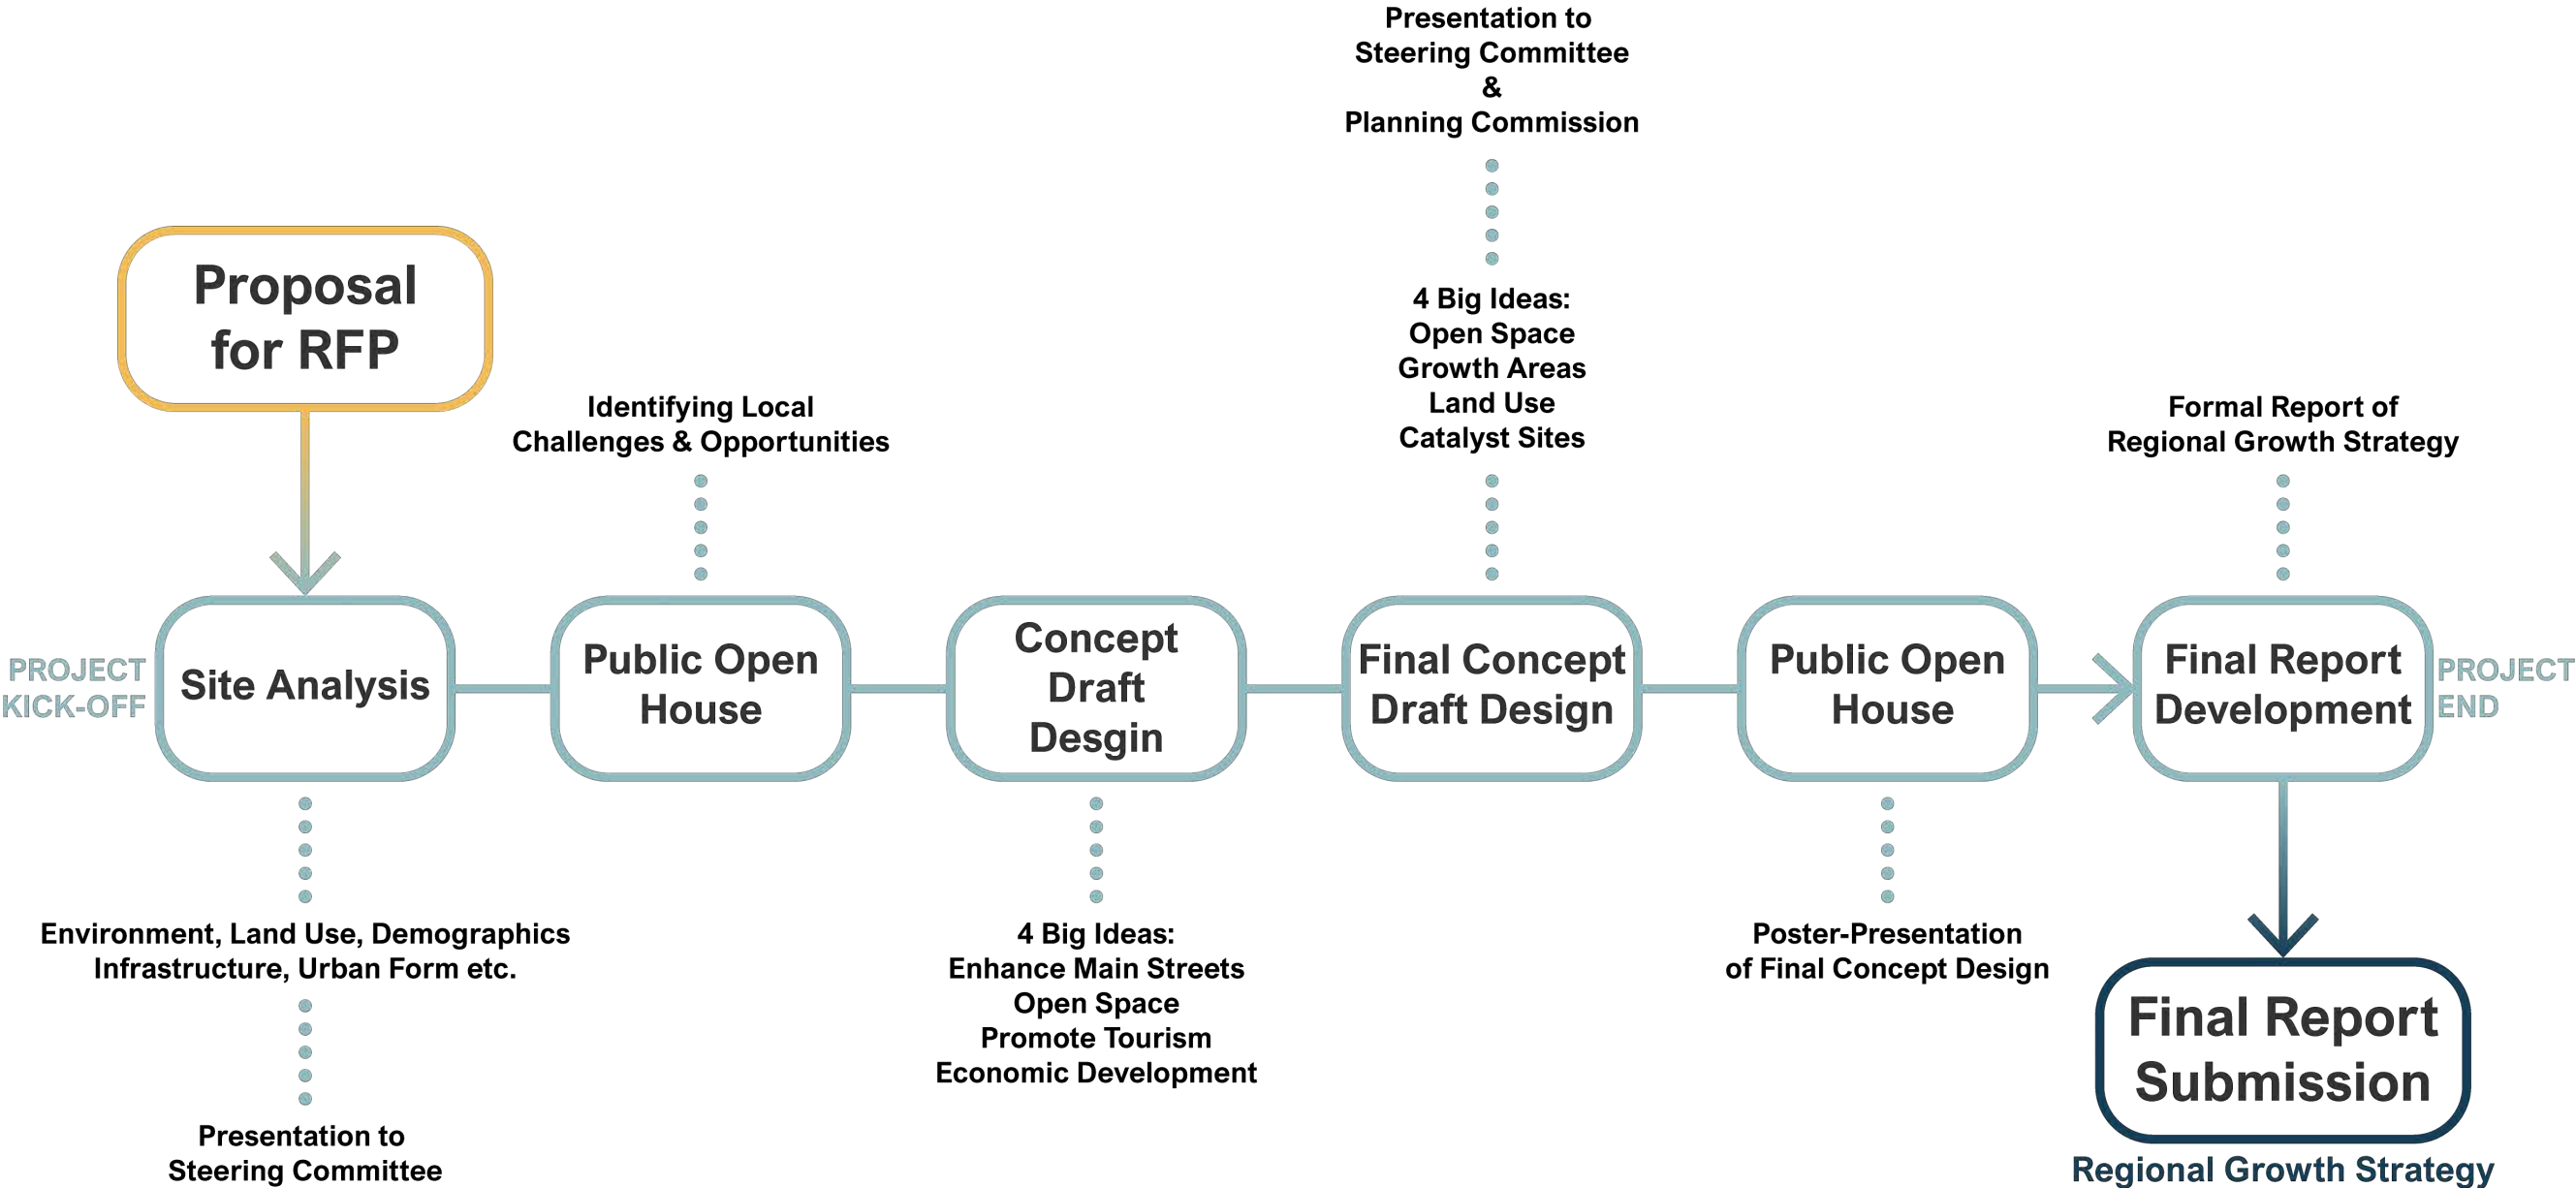 Presentation to
Steering Committee
&
Planning Commission
Proposal
for RFP
4 Big Ideas:
Open Space
Growth Areas
Land Use
Catalyst Sites
Identifying Local
Challenges & Opportunities
Formal Report of
Regional Growth Strategy
PROJECT
KICK-OFF
Site Analysis
Public Open
House
Concept
Draft
Desgin
Final Concept
Draft Design
Public Open
House
Final Report
Development
PROJECT
END
Environment, Land Use, Demographics
Infrastructure, Urban Form etc.
Presentation to
Steering Committee
4 Big Ideas:
Enhance Main Streets
Open Space
Promote Tourism
Economic Development
Poster-Presentation
of Final Concept Design
Final Report
Submission
Regional Growth Strategy